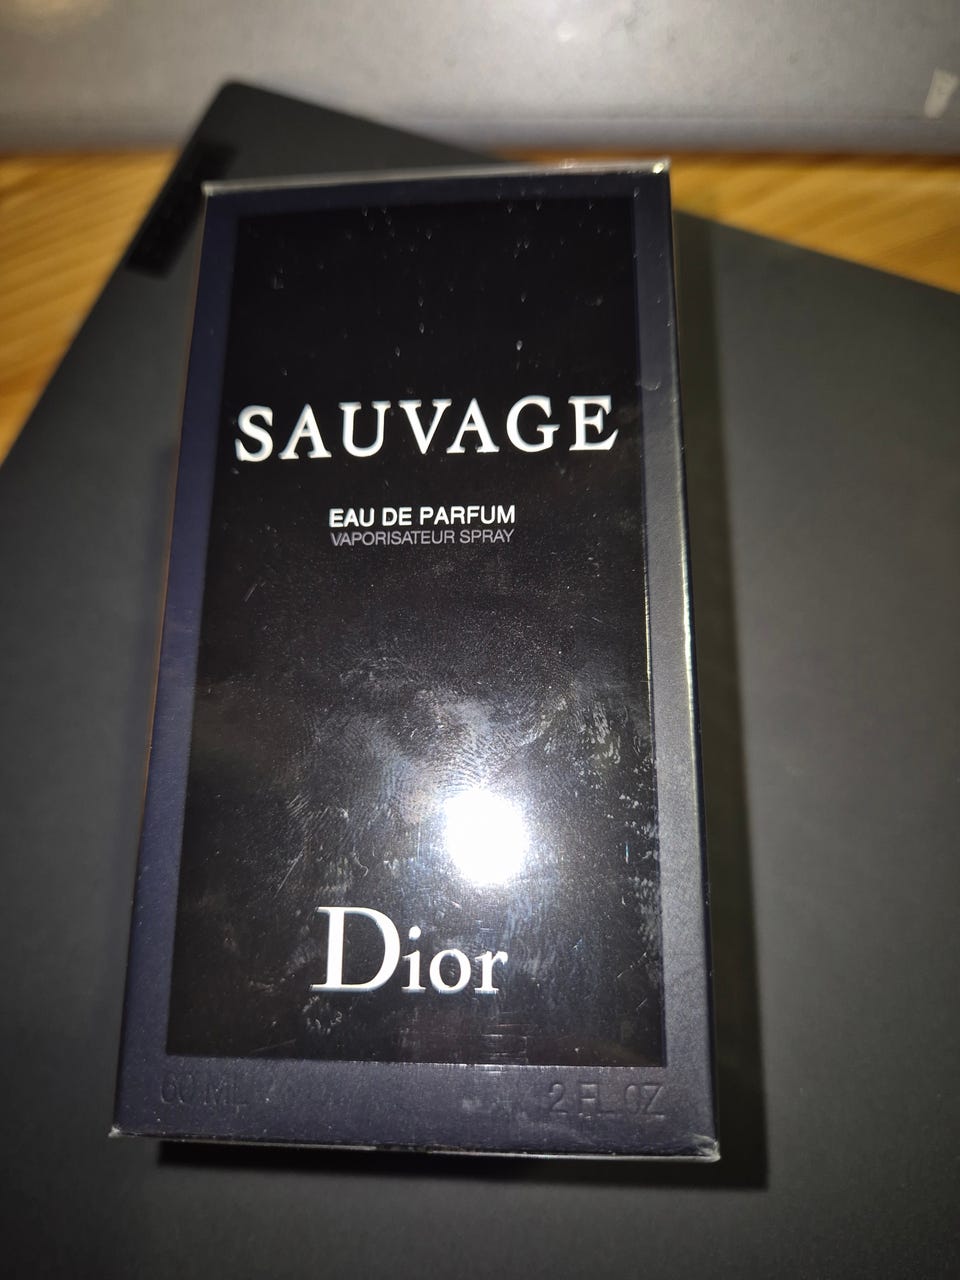 SAUVAGE
EAU DE PARFUM
VAPORISATEUR SPRAY
Dior
60 ML 2 FL.OZ